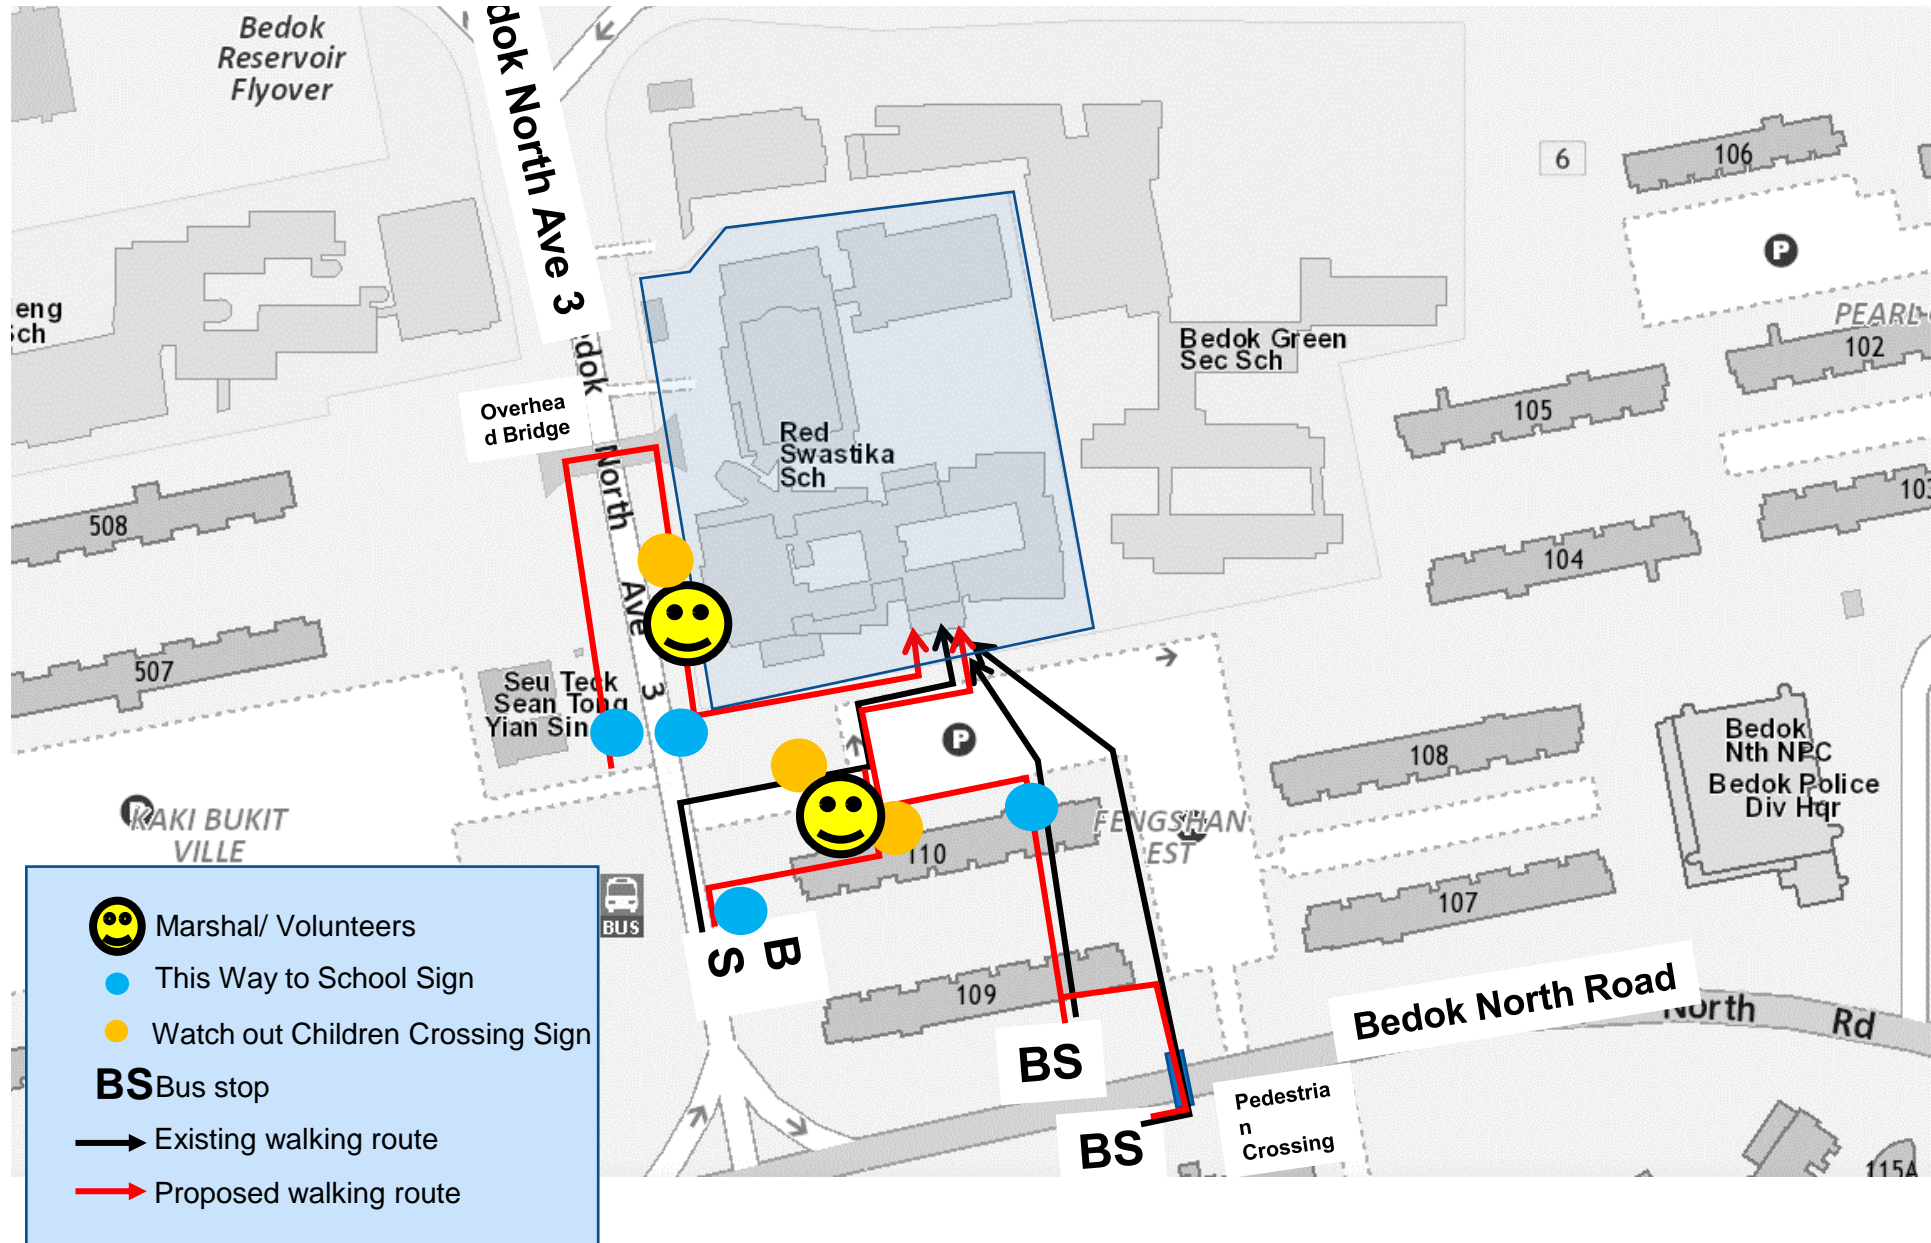 Bedok
Reservoir
Flyover
dok North Ave 3
6
106
P
PEARL
102
eng
Sch
dok
North
Ave
3
Bedok Green
Sec Sch
105
Overhea
d Bridge
Red
Swastika
Sch
508
103
104
507
Seu Teck
Sean Tong
Yian Sin
P
108
Bedok
Nth NPC
Bedok Police
Div Hqr
P
KAKI BUKIT
VILLE
FENGSHAN
EST
110
107
BUS
B
S
109
Bedok North Road
North Rd
BS
BS
Pedestria
n
Crossing
115A
Marshal/ Volunteers
This Way to School Sign
Watch out Children Crossing Sign
BS Bus stop
Existing walking route
Proposed walking route